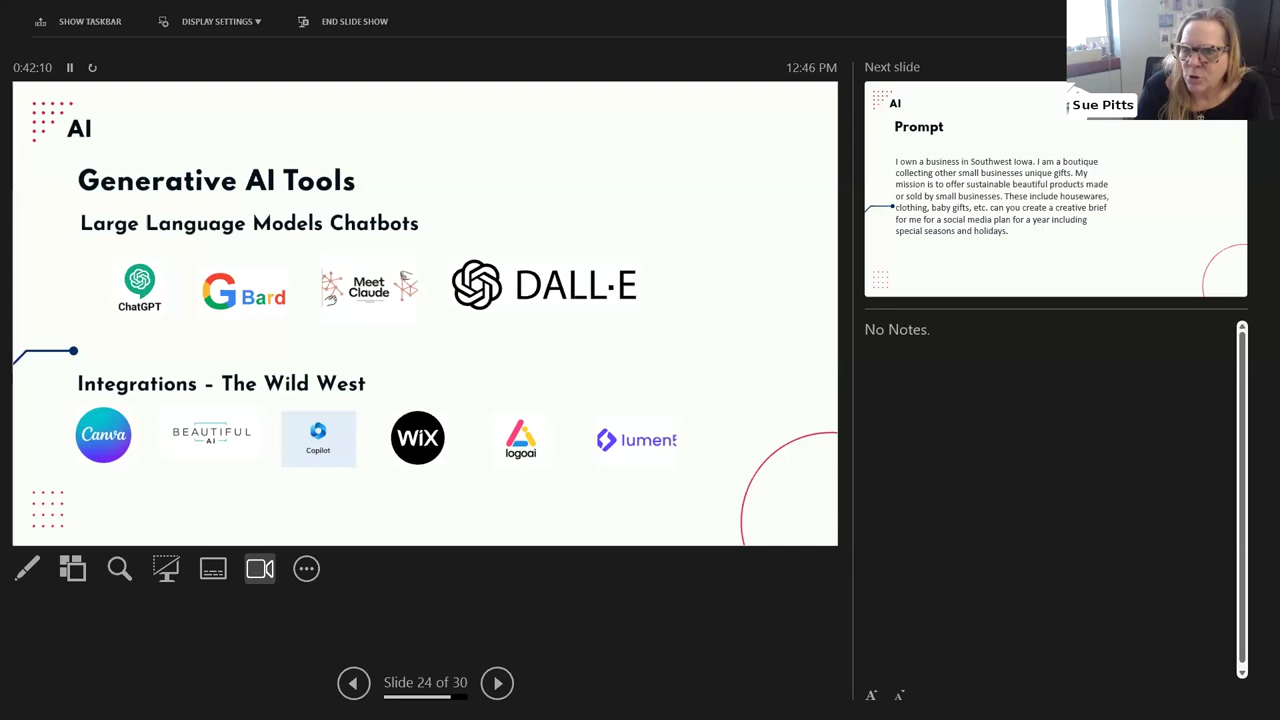 SHOW TASKBAR
DISPLAY SETTINGS ▼
END SLIDE SHOW
0:42:10
12:46 PM
AI
Generative AI Tools
Large Language Models Chatbots
ChatGPT
G Bard
Meet
Claude
DALL·E
Integrations – The Wild West
Canva
BEAUTIFUL
AI
Copilot
WiX
logoai
lumen5
Slide 24 of 30
Next slide
Sue Pitts
AI
Prompt
I own a business in Southwest Iowa. I am a boutique
collecting other small businesses unique gifts. My
mission is to offer sustainable beautiful products made
or sold by small businesses. These include housewares,
clothing, baby gifts, etc. can you create a creative brief
for me for a social media plan for a year including
special seasons and holidays.
No Notes.
A A